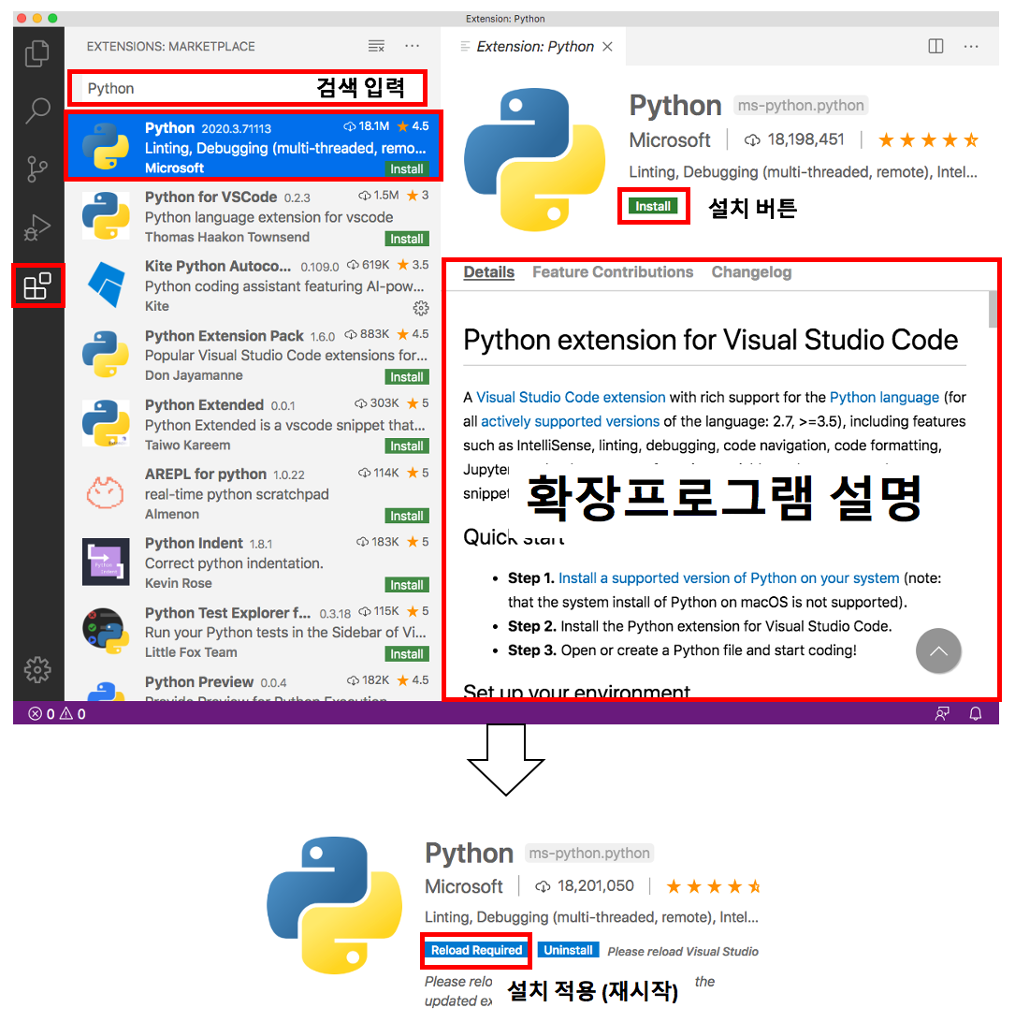 Extension: Python
EXTENSIONS: MARKETPLACE
Python
검색 입력
Python 2020.3.71113 18.1M 4.5
Linting, Debugging (multi-threaded, remo...
Microsoft Install
Python for VSCode 0.2.3 1.5M 3
Python language extension for vscode
Thomas Haakon Townsend Install
Kite Python Autoco... 0.109.0 619K 3.5
Python coding assistant featuring AI-pow...
Kite
Python Extension Pack 1.6.0 883K 4.5
Popular Visual Studio Code extensions for...
Don Jayamanne Install
Python Extended 0.0.1 303K 5
Python Extended is a vscode snippet that...
Taiwo Kareem Install
AREPL for python 1.0.22 114K 5
real-time python scratchpad
Almenon Install
Python Indent 1.8.1 183K 5
Correct python indentation.
Kevin Rose Install
Python Test Explorer f... 0.3.18 115K 5
Run your Python tests in the Sidebar of Vi...
Little Fox Team Install
Python Preview 0.0.4 182K 4.5
Provide Preview for Python Execution
0 0
Extension: Python
Python ms-python.python
Microsoft 18,198,451
Linting, Debugging (multi-threaded, remote), Intel...
Install 설치 버튼
Details Feature Contributions Changelog
Python extension for Visual Studio Code
A Visual Studio Code extension with rich support for the Python language (for
all actively supported versions of the language: 2.7, >=3.5), including features
such as IntelliSense, linting, debugging, code navigation, code formatting,
Jupyter
snippet
확장프로그램 설명
Quick start
• Step 1. Install a supported version of Python on your system (note:
that the system install of Python on macOS is not supported).
• Step 2. Install the Python extension for Visual Studio Code.
• Step 3. Open or create a Python file and start coding!
Set up your environment
Python ms-python.python
Microsoft 18,201,050
Linting, Debugging (multi-threaded, remote), Intel...
Reload Required Uninstall Please reload Visual Studio
Please relo the
updated ex
설치 적용 (재시작)